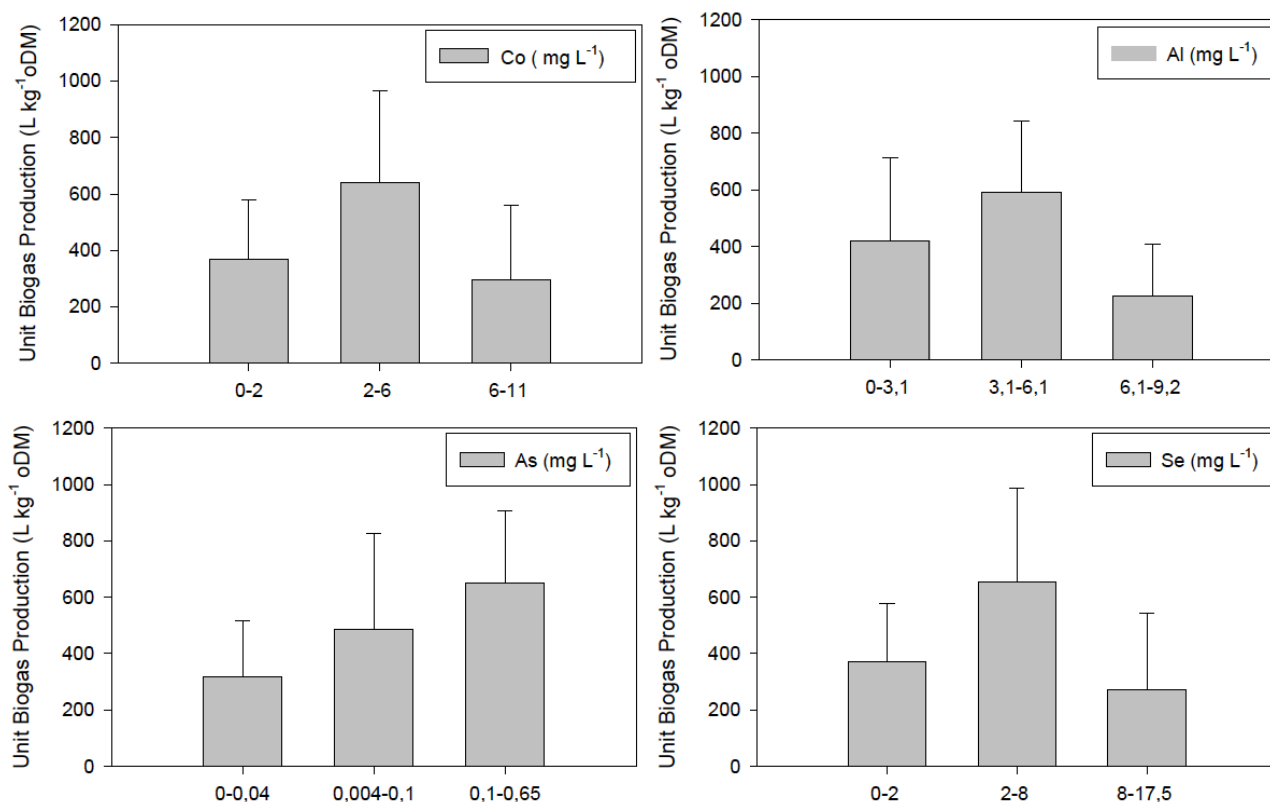 Unit Biogas Production (L kg⁻¹oDM)
1200
1000
800
600
400
200
0
Co ( mg L⁻¹)
0-2 2-6 6-11
Unit Biogas Production (L kg⁻¹ oDM)
1200
1000
800
600
400
200
0
Al (mg L⁻¹)
0-3,1 3,1-6,1 6,1-9,2
Unit Biogas Production (L kg⁻¹ oDM)
1200
1000
800
600
400
200
0
As (mg L⁻¹)
0-0,04 0,004-0,1 0,1-0,65
Unit Biogas Production (L kg⁻¹ oDM)
1200
1000
800
600
400
200
0
Se (mg L⁻¹)
0-2 2-8 8-17,5